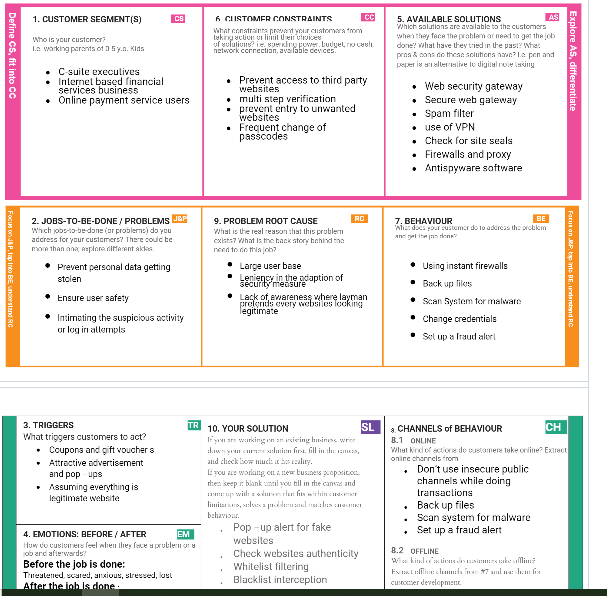 Define CS, fit into CC
1. CUSTOMER SEGMENT(S)
CS
Who is your customer?
i.e. working parents of 0-5 y.o. Kids
C-suite executives
Internet based financial
services business
Online payment service users
6. CUSTOMER CONSTRAINTS
CC
What constraints prevent your customers from
taking action or limit their choices
of solutions? i.e. spending power, budget, no cash,
network connection, available devices.
Prevent access to third party
websites
multi step verification
prevent entry to unwanted
websites
Frequent change of
passcodes
5. AVAILABLE SOLUTIONS
AS
Which solutions are available to the customers
when they face the problem or need to get the job
done? What have they tried in the past? What
pros & cons do these solutions have? i.e. pen and
paper is an alternative to digital note taking
Web security gateway
Secure web gateway
Spam filter
use of VPN
Check for site seals
Firewalls and proxy
Antispyware software
Explore AS, differentiate
Focus on J&P, tap into BE, understand RC
2. JOBS-TO-BE-DONE / PROBLEMS
J&P
Which jobs-to-be-done (or problems) do you
address for your customers? There could be
more than one; explore different sides.
Prevent personal data getting
stolen
Ensure user safety
Intimating the suspicious activity
or log in attempts
9. PROBLEM ROOT CAUSE
RC
What is the real reason that this problem
exists? What is the back story behind the
need to do this job?
Large user base
Leniency in the adaption of
security measure
Lack of awareness where layman
pretends every websites looking
legitimate
7. BEHAVIOUR
BE
What does your customer do to address the problem
and get the job done?
Using instant firewalls
Back up files
Scan System for malware
Change credentials
Set up a fraud alert
Focus on J&P, tap into BE, understand RC
3. TRIGGERS
TR
What triggers customers to act?
Coupons and gift voucher s
Attractive advertisement
and pop - ups
Assuming everything is
legitimate website
4. EMOTIONS: BEFORE / AFTER
EM
How do customers feel when they face a problem or a
job and afterwards?
Before the job is done:
Threatened, scared, anxious, stressed, lost
After the job is done :
10. YOUR SOLUTION
SL
If you are working on an existing business, write
down your current solution first, fill in the canvas,
and check how much it fits reality.
If you are working on a new business proposition,
then keep it blank until you fill in the canvas and
come up with a solution that fits within customer
limitations, solves a problem and matches customer
behaviour.
Pop –up alert for fake
websites
Check websites authenticity
Whitelist filtering
Blacklist interception
8. CHANNELS of BEHAVIOUR
CH
8.1 ONLINE
What kind of actions do customers take online? Extract
online channels from
Don't use insecure public
channels while doing
transactions
Back up files
Scan system for malware
Set up a fraud alert
8.2 OFFLINE
What kind of actions do customers take offline?
Extract offline channels from #7 and use them for
customer development.